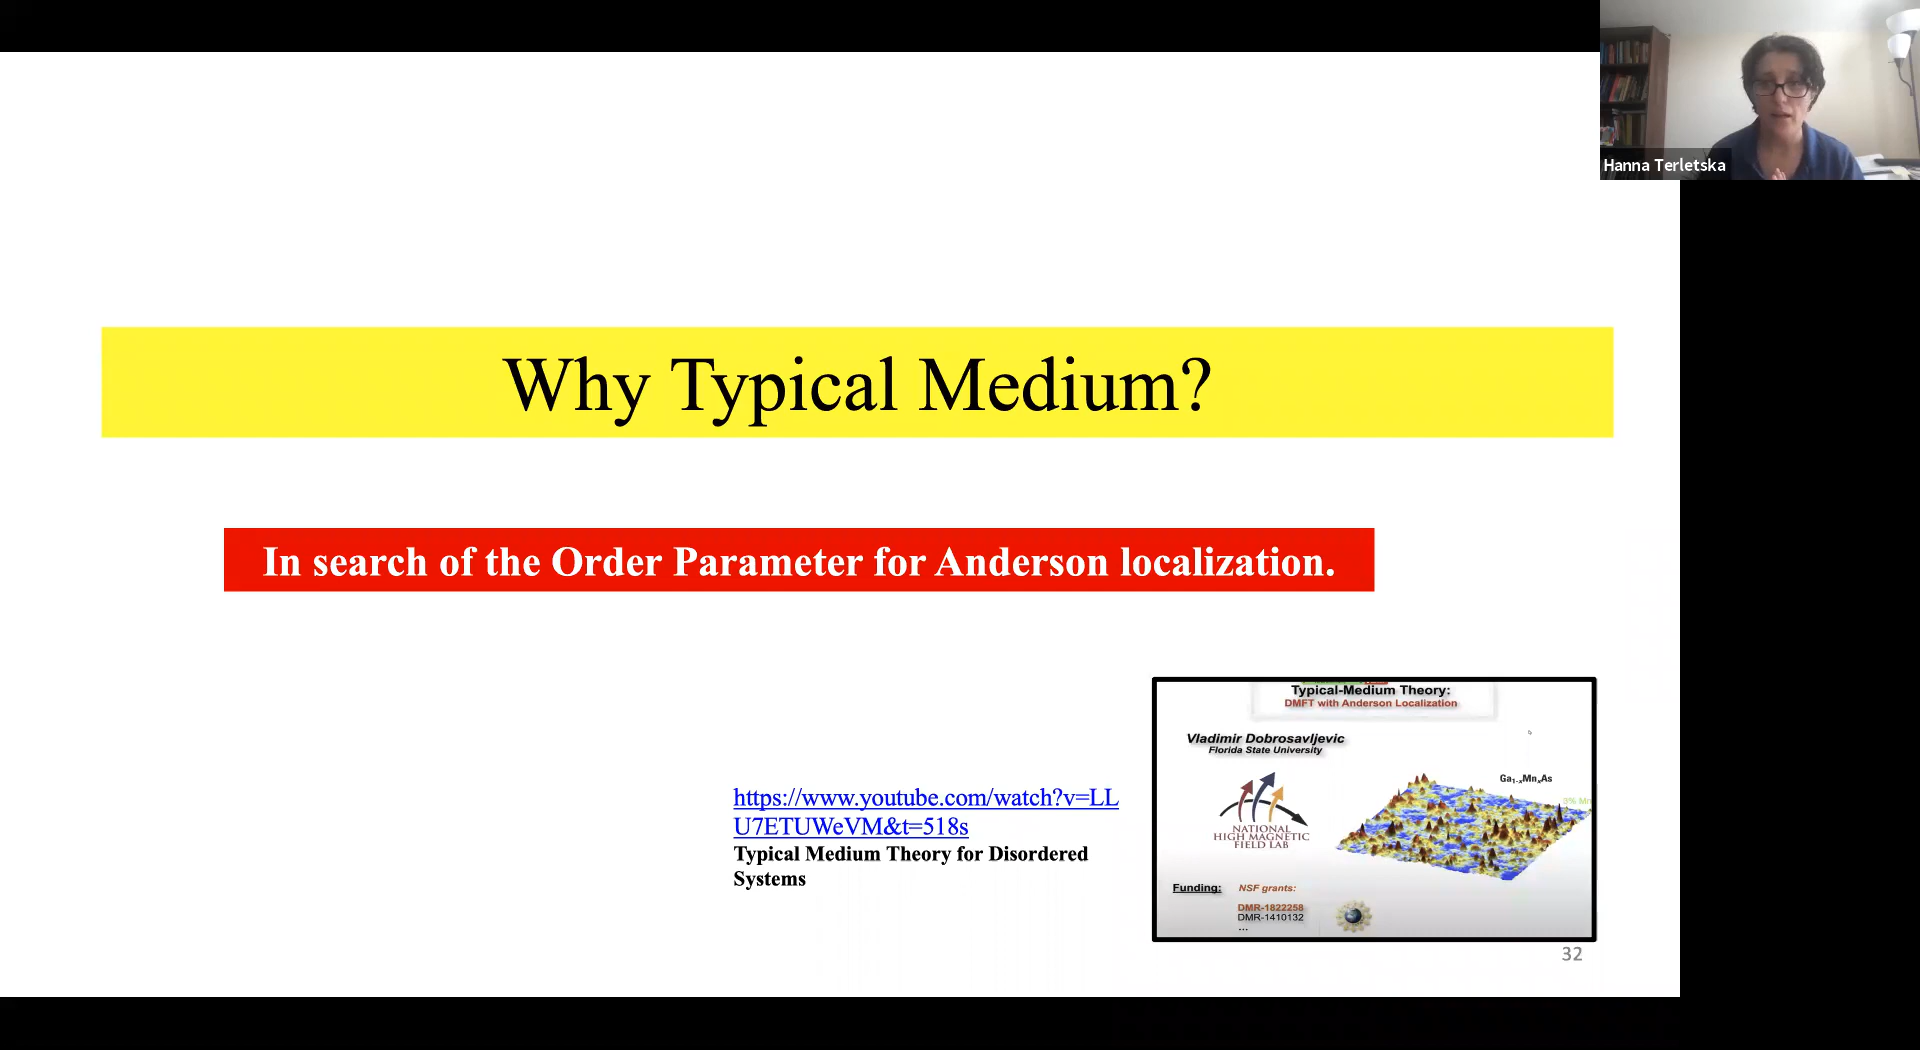 Hanna Terletska
Why Typical Medium?
In search of the Order Parameter for Anderson localization.
https://www.youtube.com/watch?v=LL
U7ETUWeVM&t=518s
Typical Medium Theory for Disordered
Systems
Typical-Medium Theory:
DMFT with Anderson Localization
Vladimir Dobrosavljevic
Florida State University
NATIONAL
HIGH MAGNETIC
FIELD LAB
Ga1-xMnxAs
3% Mn
Funding: NSF grants:
DMR-1822258
DMR-1410132
...
32